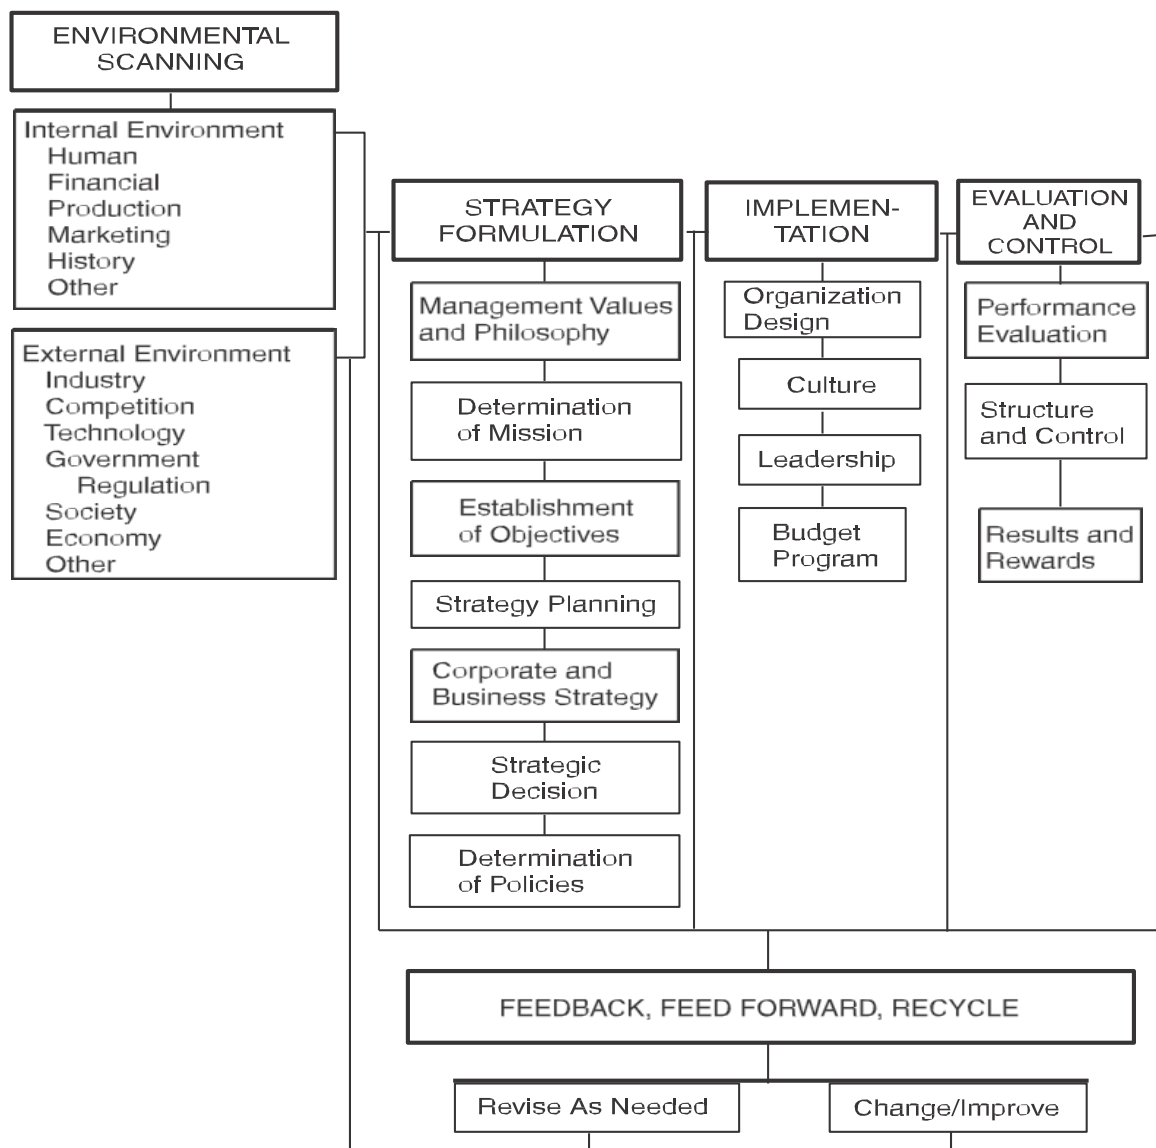 ENVIRONMENTAL
SCANNING
Internal Environment
Human
Financial
Production
Marketing
History
Other
External Environment
Industry
Competition
Technology
Government
Regulation
Society
Economy
Other
STRATEGY
FORMULATION
Management Values
and Philosophy
Determination
of Mission
Establishment
of Objectives
Strategy Planning
Corporate and
Business Strategy
Strategic
Decision
Determination
of Policies
IMPLEMEN-
TATION
Organization
Design
Culture
Leadership
Budget
Program
EVALUATION
AND
CONTROL
Performance
Evaluation
Structure
and Control
Results and
Rewards
FEEDBACK, FEED FORWARD, RECYCLE
Revise As Needed
Change/Improve